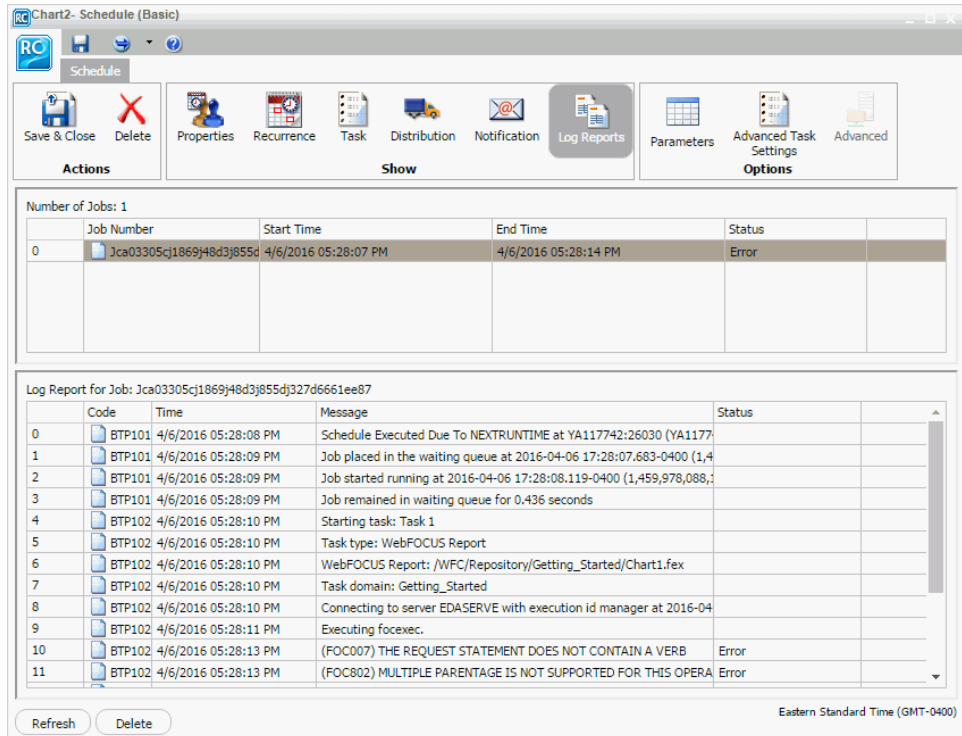 RC Chart2- Schedule (Basic)
RC
Schedule
Save & Close Delete Properties Recurrence Task Distribution Notification Log Reports Parameters Advanced Task Settings Advanced
Actions Show Options
Number of Jobs: 1
Job Number Start Time End Time Status
0 Jca03305cj1869j48d3j855d 4/6/2016 05:28:07 PM 4/6/2016 05:28:14 PM Error
Log Report for Job: Jca03305cj1869j48d3j855dj327d6661ee87
Code Time Message Status
0 BTP101 4/6/2016 05:28:08 PM Schedule Executed Due To NEXTRUNTIME at YA117742:26030 (YA1177
1 BTP101 4/6/2016 05:28:09 PM Job placed in the waiting queue at 2016-04-06 17:28:07.683-0400 (1,4
2 BTP101 4/6/2016 05:28:09 PM Job started running at 2016-04-06 17:28:08.119-0400 (1,459,978,088,
3 BTP101 4/6/2016 05:28:09 PM Job remained in waiting queue for 0.436 seconds
4 BTP102 4/6/2016 05:28:10 PM Starting task: Task 1
5 BTP102 4/6/2016 05:28:10 PM Task type: WebFOCUS Report
6 BTP102 4/6/2016 05:28:10 PM WebFOCUS Report: /WFC/Repository/Getting_Started/Chart1.fex
7 BTP102 4/6/2016 05:28:10 PM Task domain: Getting_Started
8 BTP102 4/6/2016 05:28:10 PM Connecting to server EDASERVE with execution id manager at 2016-04
9 BTP102 4/6/2016 05:28:11 PM Executing focexec.
10 BTP102 4/6/2016 05:28:13 PM (FOC007) THE REQUEST STATEMENT DOES NOT CONTAIN A VERB Error
11 BTP102 4/6/2016 05:28:13 PM (FOC802) MULTIPLE PARENTAGE IS NOT SUPPORTED FOR THIS OPERA Error
Refresh Delete Eastern Standard Time (GMT-0400)